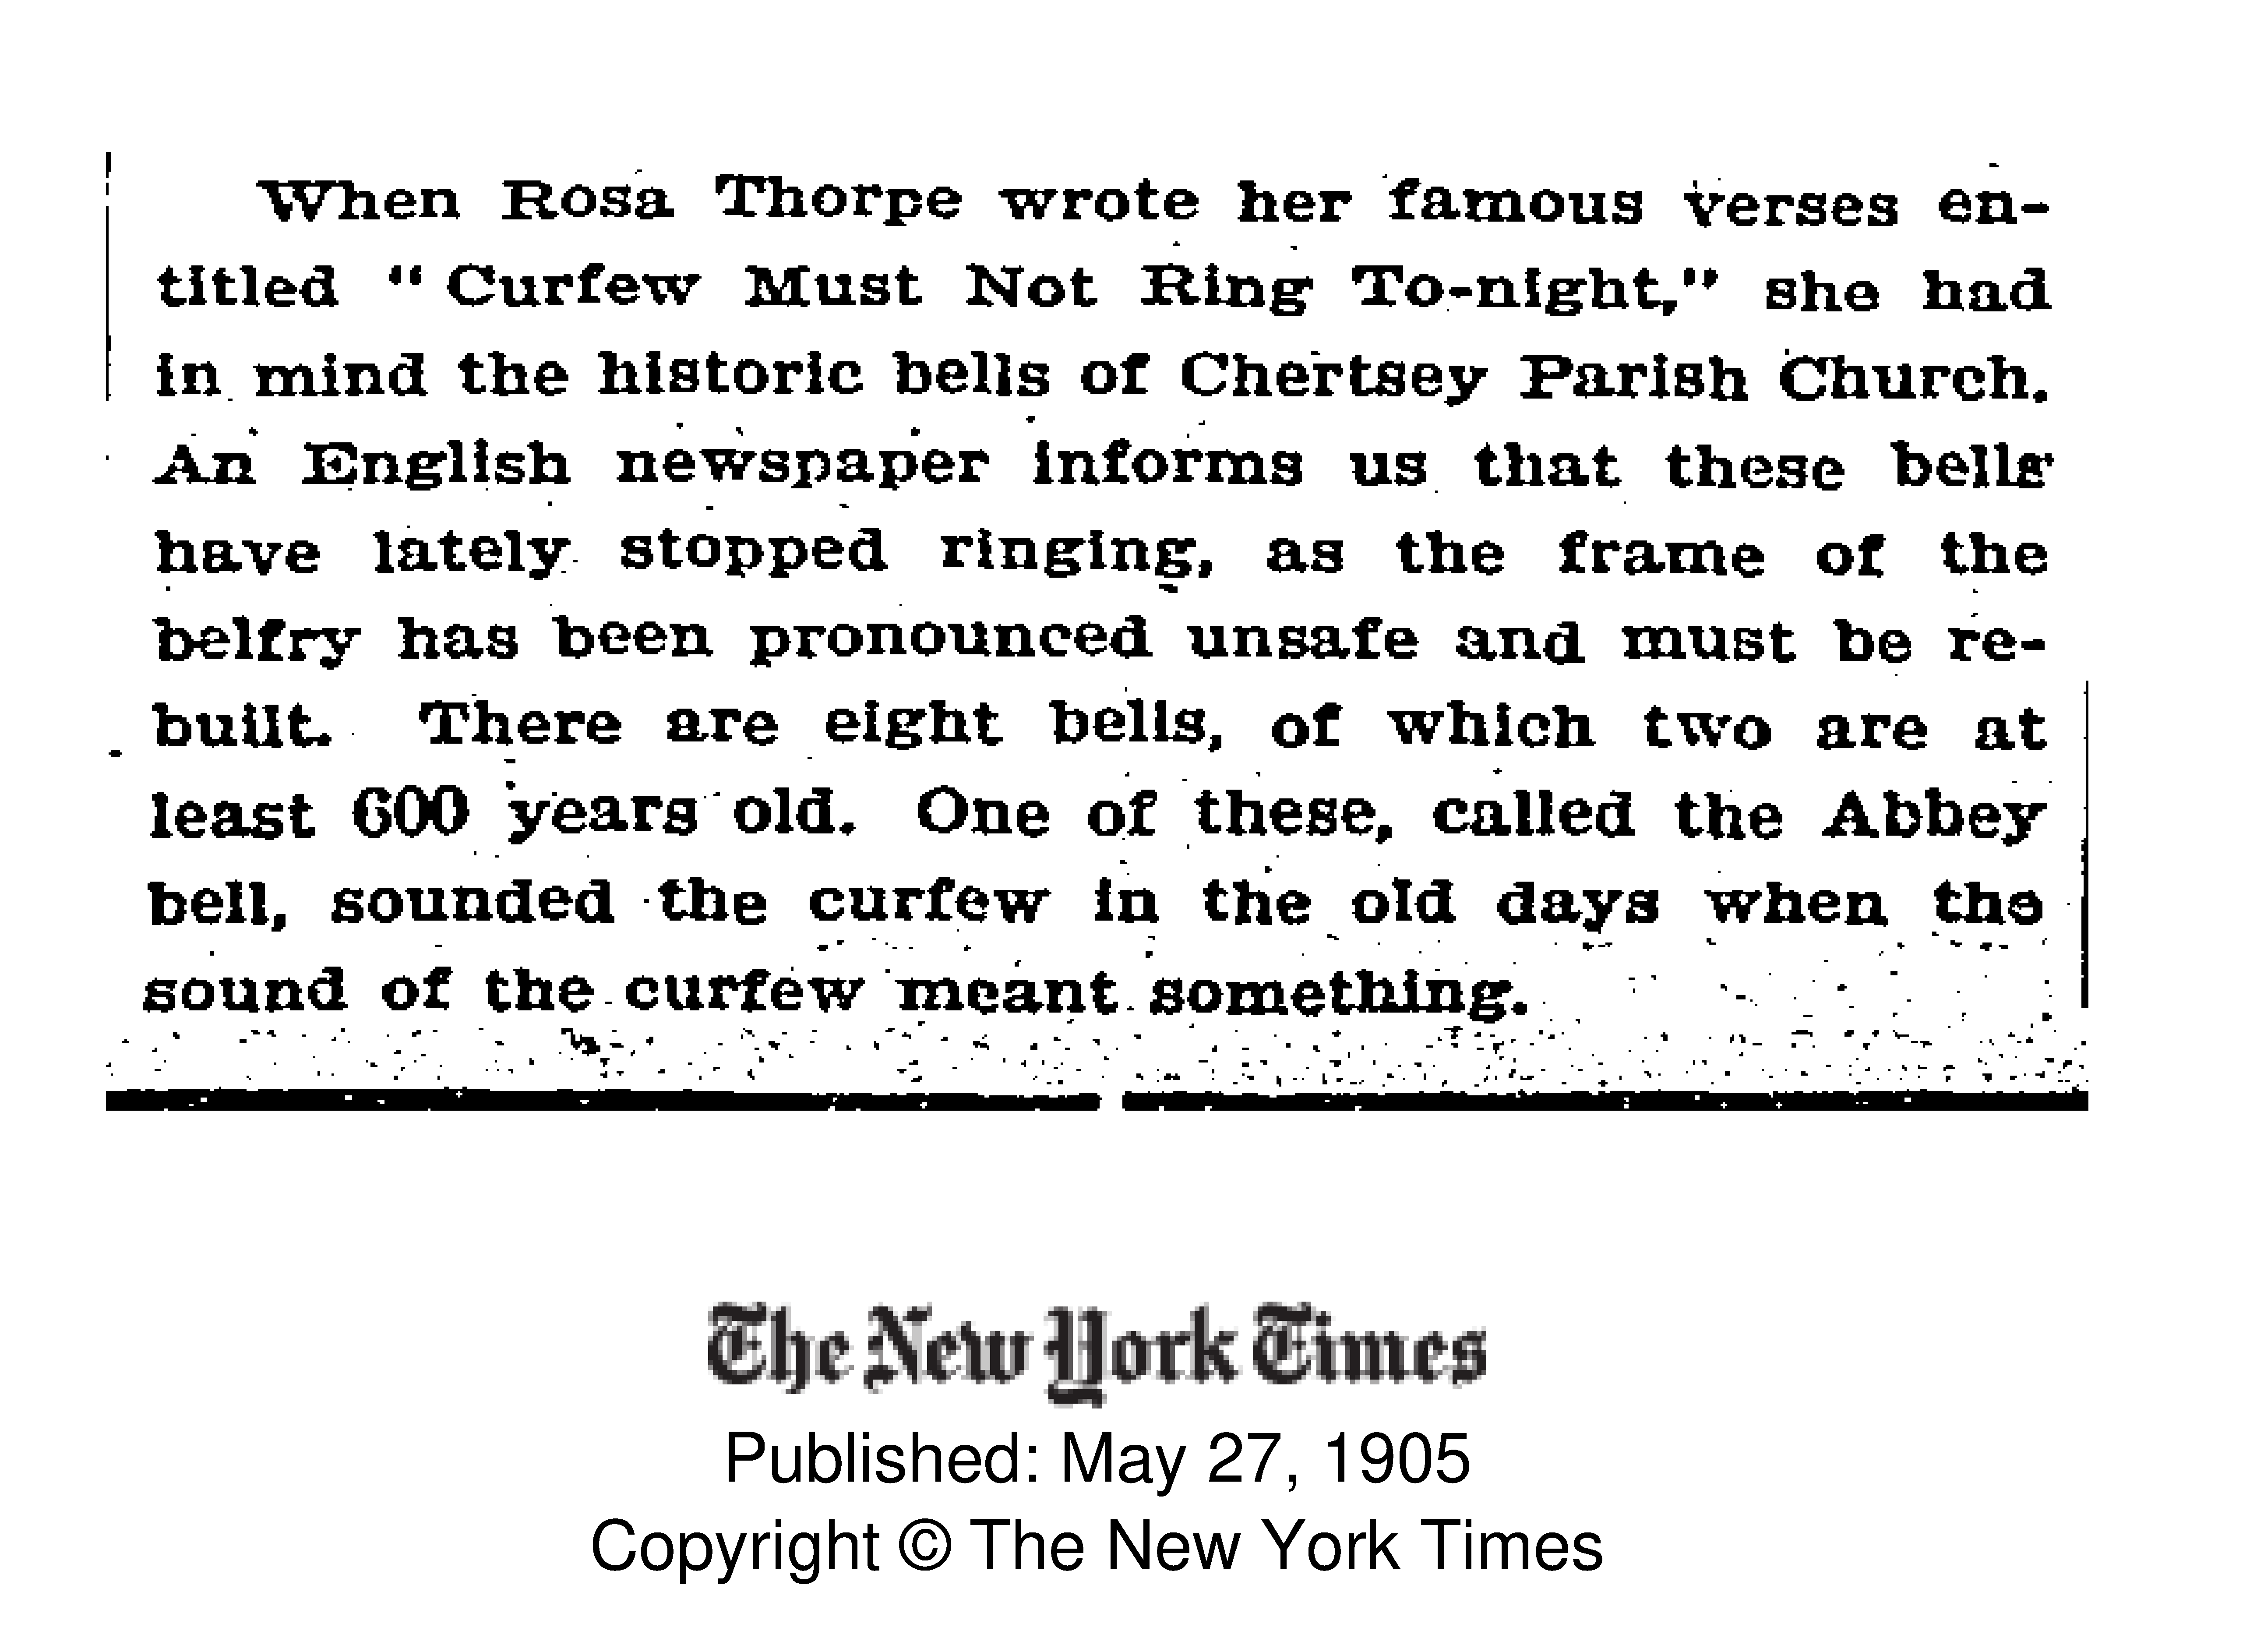 When Rosa Thorpe wrote her famous verses en-
titled "Curfew Must Not Ring To-night," she had
in mind the historic bells of Chertsey Parish Church.
An English newspaper informs us that these bells
have lately stopped ringing, as the frame of the
belfry has been pronounced unsafe and must be re-
built. There are eight bells, of which two are at
least 600 years old. One of these, called the Abbey
bell, sounded the curfew in the old days when the
sound of the curfew meant something.
The New York Times
Published: May 27, 1905
Copyright © The New York Times